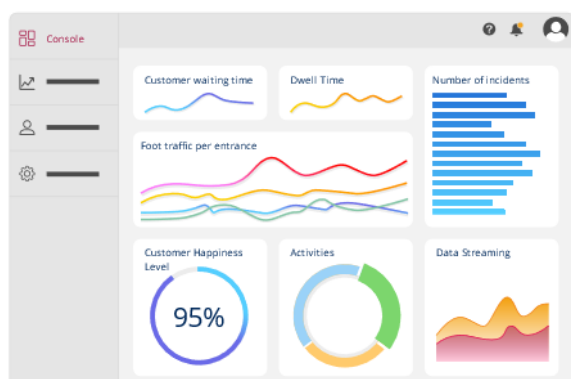 Console
Customer waiting time
Dwell Time
Number of incidents
Foot traffic per entrance
Customer Happiness
Level
95%
Activities
Data Streaming